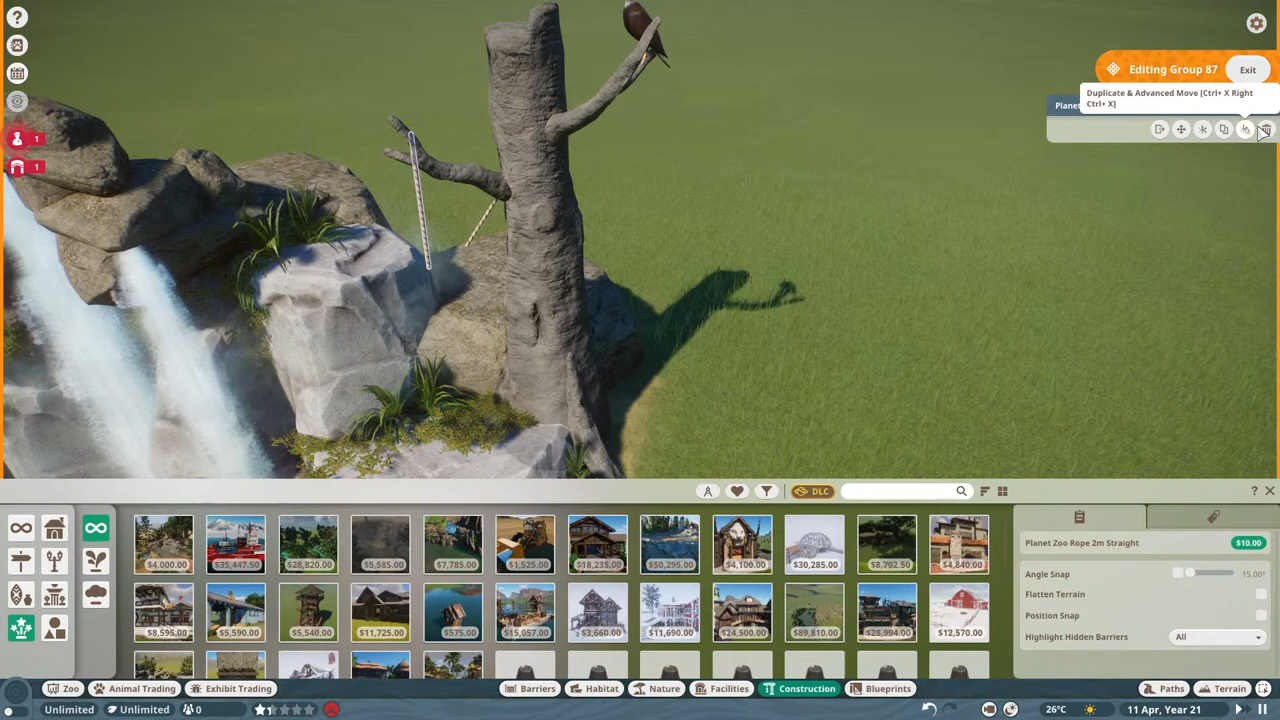 ?
Editing Group 87
Exit
Duplicate & Advanced Move [Ctrl+ X Right
Ctrl+ X]
Planet
1
1
DLC
?
$4,000.00
$35,447.50
$28,820.00
$5,585.00
$7,785.00
$1,525.00
$18,235.00
$50,295.00
$4,100.00
$30,285.00
$8,702.50
$4,840.00
$8,595.00
$5,590.00
$5,540.00
$11,725.00
$575.00
$15,057.00
$3,660.00
$11,690.00
$24,500.00
$89,810.00
$28,994.00
$12,570.00
Planet Zoo Rope 2m Straight
$10.00
Angle Snap
15.00°
Flatten Terrain
Position Snap
Highlight Hidden Barriers
All
Zoo
Animal Trading
Exhibit Trading
Barriers
Habitat
Nature
Facilities
Construction
Blueprints
Paths
Terrain
Unlimited
Unlimited
0
26°C
11 Apr, Year 21